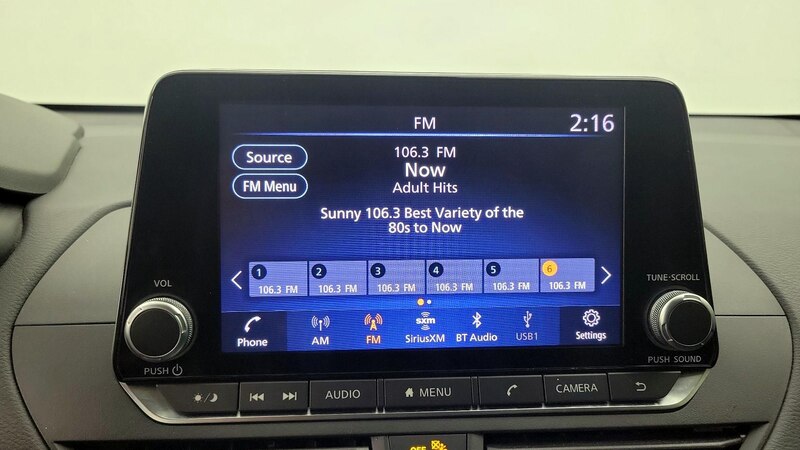 FM
2:16
Source
FM Menu
106.3 FM
Now
Adult Hits
Sunny 106.3 Best Variety of the
80s to Now
1 2 3 4 5 6
106.3 FM 106.3 FM 106.3 FM 106.3 FM 106.3 FM 106.3 FM
sxm
Phone AM FM SiriusXM BT Audio USB1 Settings
VOL
PUSH
TUNE·SCROLL
PUSH SOUND
AUDIO MENU CAMERA
OFF